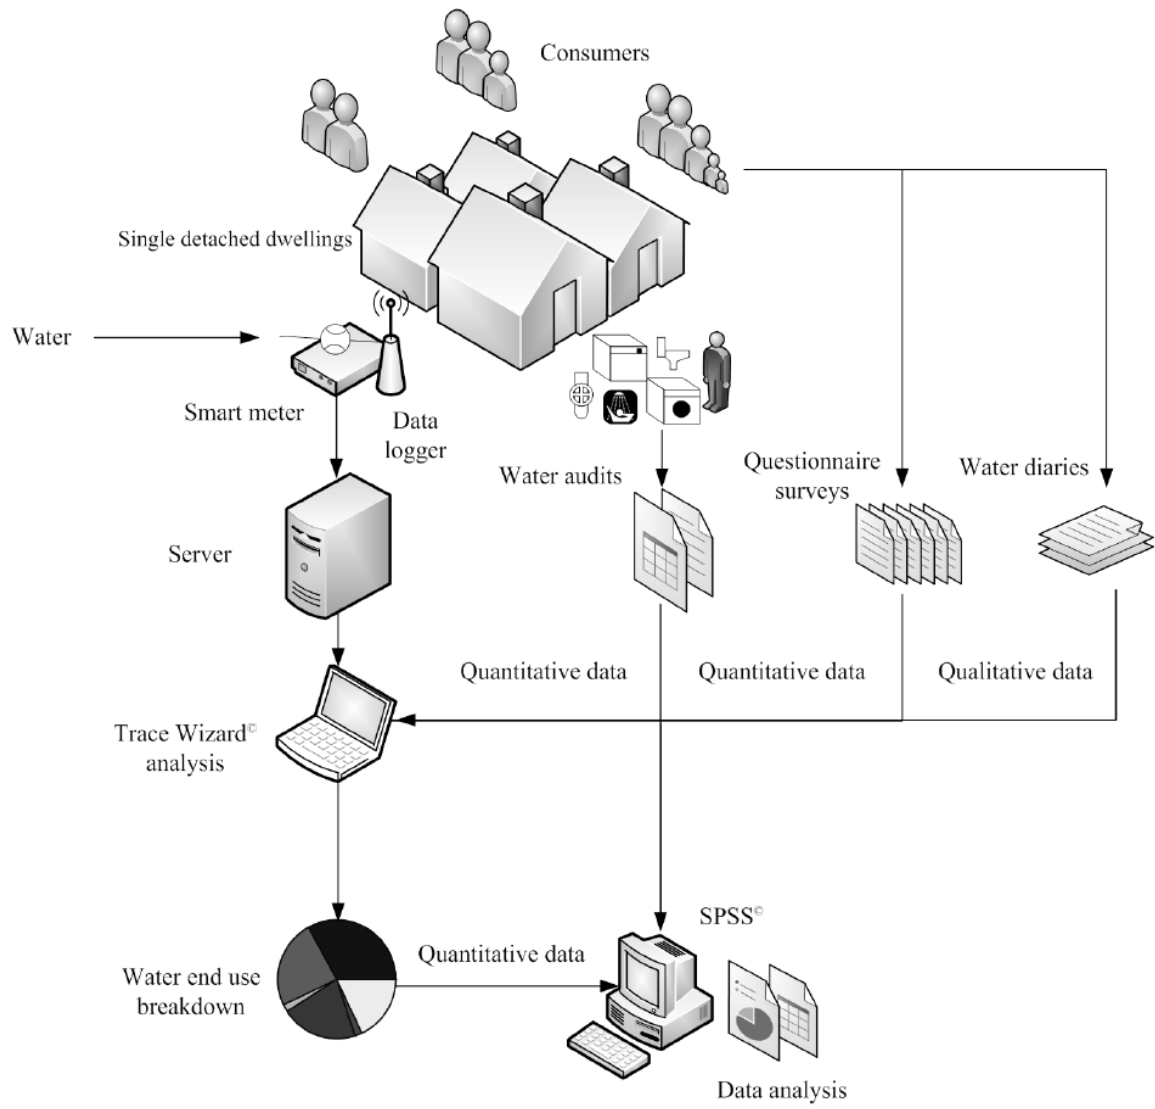 Consumers
Single detached dwellings
Water
Smart meter
Data
logger
Water audits
Questionnaire
surveys
Water diaries
Server
Quantitative data
Quantitative data
Qualitative data
Trace Wizard©
analysis
SPSS©
Water end use
breakdown
Quantitative data
Data analysis